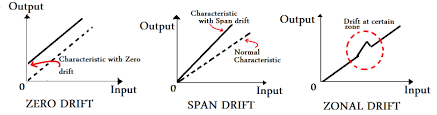 Output
Characteristic with Zero
drift
0
Input
ZERO DRIFT
Output
Characteristic
with Span drift
Normal
Characteristic
0
Input
SPAN DRIFT
Output
Drift at certain
zone
0
Input
ZONAL DRIFT